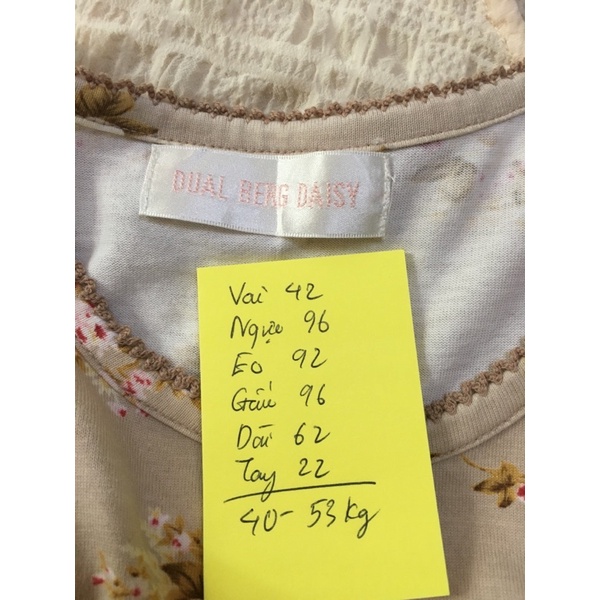 DUAL BERG DAISY
Vai 42
Ngực 96
Eo 92
Gấu 96
Dài 62
Tay 22
40- 53kg